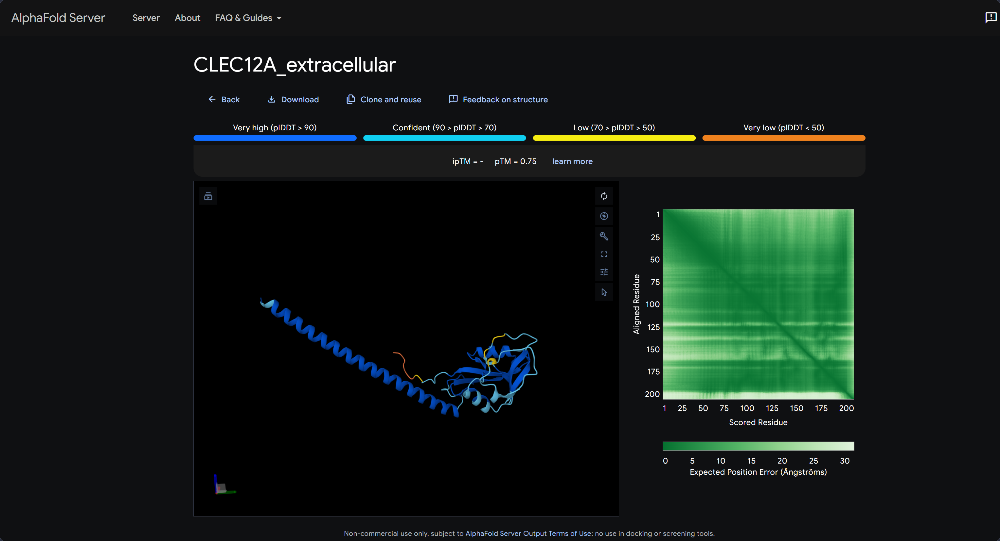 AlphaFold Server Server About FAQ & Guides
CLEC12A_extracellular
Back Download Clone and reuse Feedback on structure
Very high (plDDT > 90) Confident (90 > plDDT > 70) Low (70 > plDDT > 50) Very low (plDDT < 50)
ipTM = - pTM = 0.75 learn more
Aligned Residue
1
25
50
75
100
125
150
175
200
1 25 50 75 100 125 150 175 200
Scored Residue
0 5 10 15 20 25 30
Expected Position Error (Ångströms)
Non-commercial use only, subject to AlphaFold Server Output Terms of Use; no use in docking or screening tools.